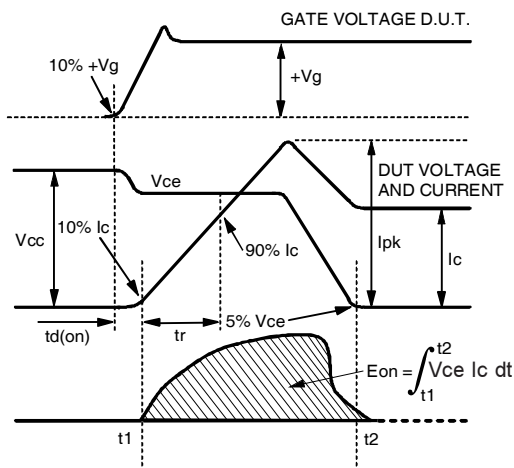 GATE VOLTAGE D.U.T.
10% +Vg
+Vg
Vce
DUT VOLTAGE
AND CURRENT
10% Ic
Vcc
90% Ic
Ipk
Ic
td(on)
tr
5% Vce
Eon = ∫ t1 t2 Vce Ic dt
t1
t2